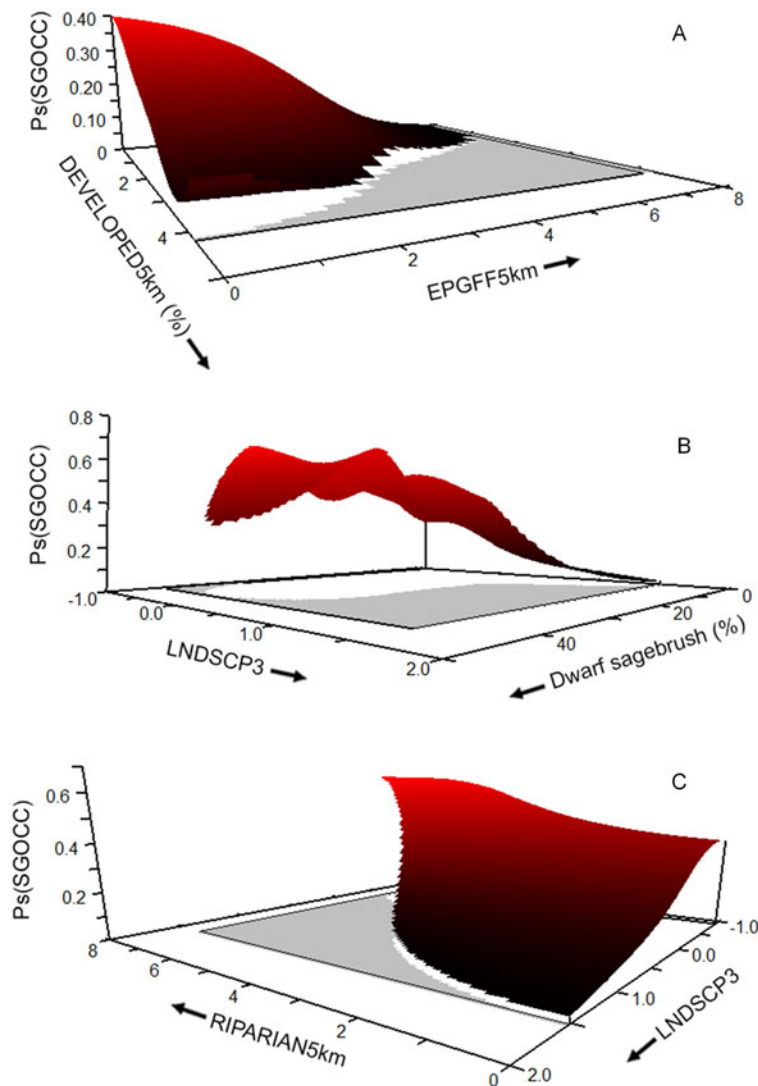 A
0.40
0.30
0.20
0.10
0
Ps(SGOCC)
2
4
DEVELOPED5km (%)
0
2
4
6
8
EPGFF5km
B
0.8
0.6
0.4
0.2
-1.0
Ps(SGOCC)
0.0
1.0
2.0
LNDSCP3
0
20
40
Dwarf sagebrush (%)
C
0.6
0.4
0.2
Ps(SGOCC)
8
6
4
2
0
RIPARIAN5km
-1.0
0.0
1.0
2.0
LNDSCP3